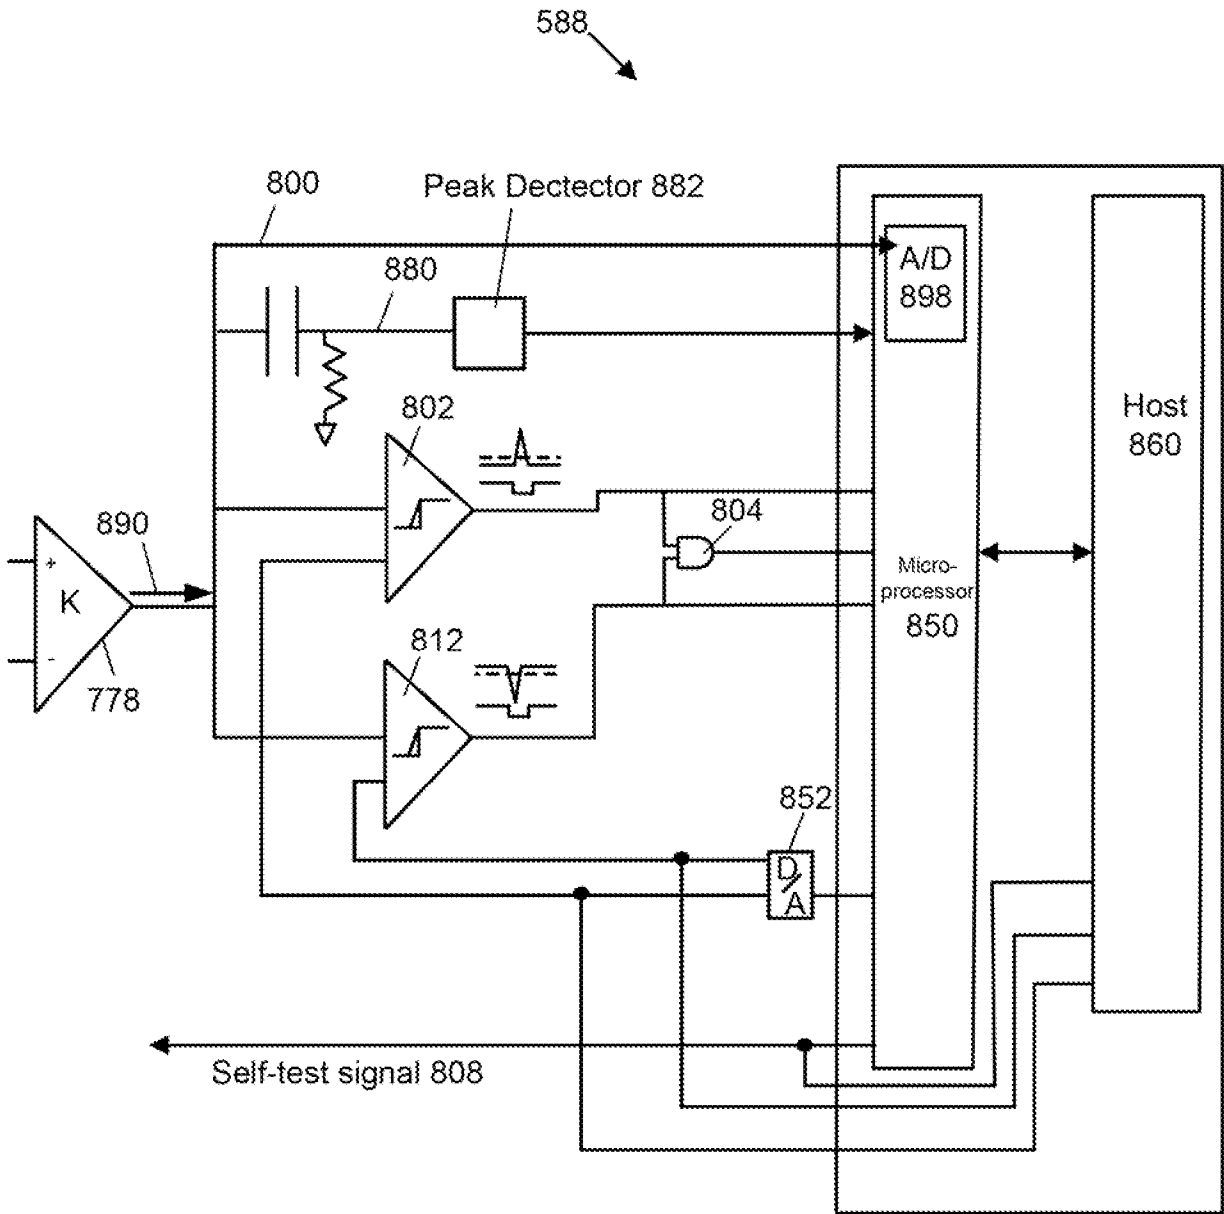 588
800
Peak Dectector 882
880
A/D
898
802
Host
860
804
890
+
K
-
778
Micro-
processor
850
812
852
D/A
Self-test signal 808